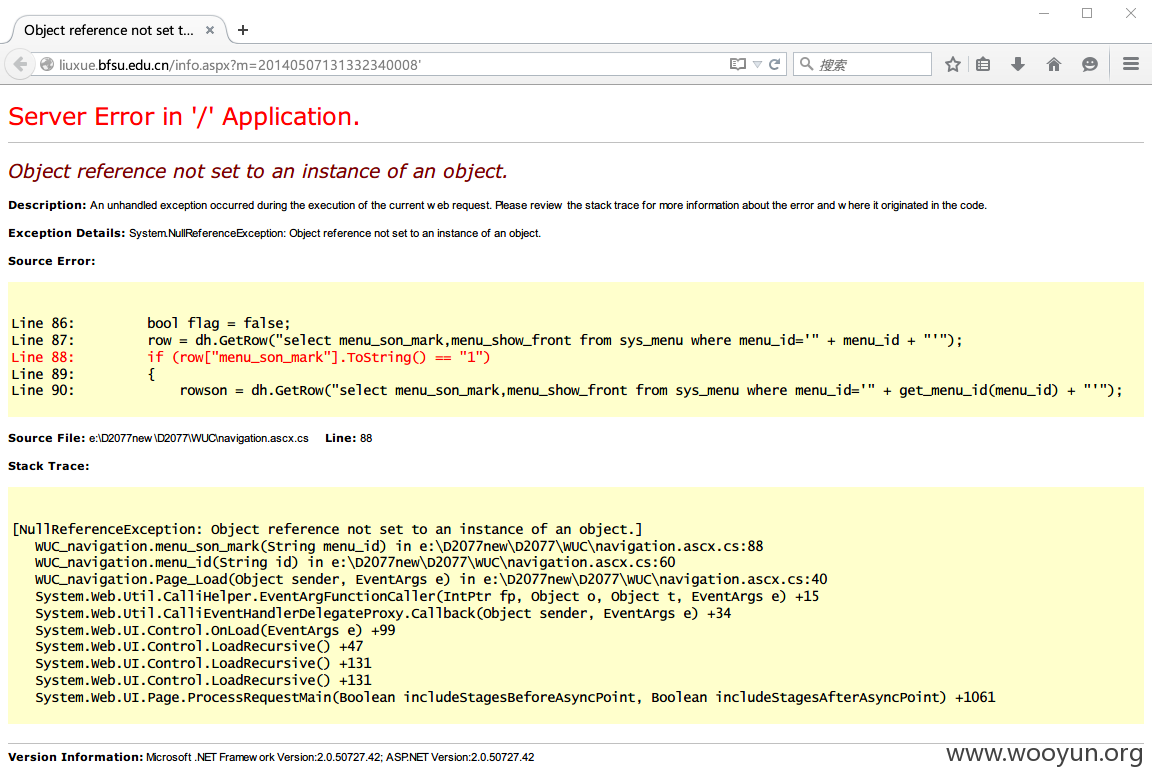 Object reference not set t...
liuxue.bfsu.edu.cn/info.aspx?m=20140507131332340008'
搜索
Server Error in '/' Application.
Object reference not set to an instance of an object.
Description: An unhandled exception occurred during the execution of the current web request. Please review the stack trace for more information about the error and where it originated in the code.
Exception Details: System.NullReferenceException: Object reference not set to an instance of an object.
Source Error:
Line 86:         bool flag = false;
Line 87:         row = dh.GetRow("select menu_son_mark,menu_show_front from sys_menu where menu_id='" + menu_id + "'");
Line 88:         if (row["menu_son_mark"].ToString() == "1")
Line 89:         {
Line 90:             rowson = dh.GetRow("select menu_son_mark,menu_show_front from sys_menu where menu_id='" + get_menu_id(menu_id) + "'");
Source File: e:\D2077new\D2077\WUC\navigation.ascx.cs    Line: 88
Stack Trace:
[NullReferenceException: Object reference not set to an instance of an object.]
   WUC_navigation.menu_son_mark(String menu_id) in e:\D2077new\D2077\WUC\navigation.ascx.cs:88
   WUC_navigation.menu_id(String id) in e:\D2077new\D2077\WUC\navigation.ascx.cs:60
   WUC_navigation.Page_Load(Object sender, EventArgs e) in e:\D2077new\D2077\WUC\navigation.ascx.cs:40
   System.Web.Util.CalliHelper.EventArgFunctionCaller(IntPtr fp, Object o, Object t, EventArgs e) +15
   System.Web.Util.CalliEventHandlerDelegateProxy.Callback(Object sender, EventArgs e) +34
   System.Web.UI.Control.OnLoad(EventArgs e) +99
   System.Web.UI.Control.LoadRecursive() +47
   System.Web.UI.Control.LoadRecursive() +131
   System.Web.UI.Control.LoadRecursive() +131
   System.Web.UI.Page.ProcessRequestMain(Boolean includeStagesBeforeAsyncPoint, Boolean includeStagesAfterAsyncPoint) +1061
Version Information: Microsoft .NET Framework Version:2.0.50727.42; ASP.NET Version:2.0.50727.42
www.wooyun.org